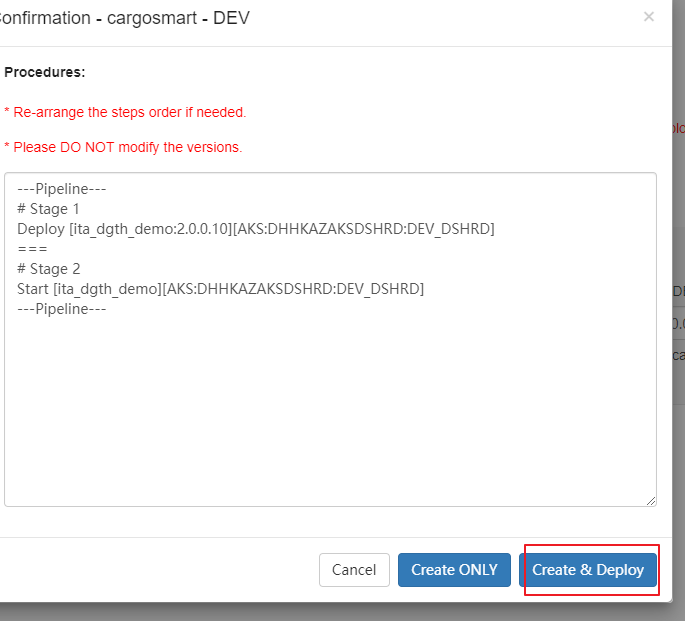 onfirmation - cargosmart - DEV
×
Procedures:
* Re-arrange the steps order if needed.
* Please DO NOT modify the versions.
---Pipeline---
# Stage 1
Deploy [ita_dgth_demo:2.0.0.10][AKS:DHHKAZAKSDSHRD:DEV_DSHRD]
===
# Stage 2
Start [ita_dgth_demo][AKS:DHHKAZAKSDSHRD:DEV_DSHRD]
---Pipeline---
Cancel
Create ONLY
Create & Deploy